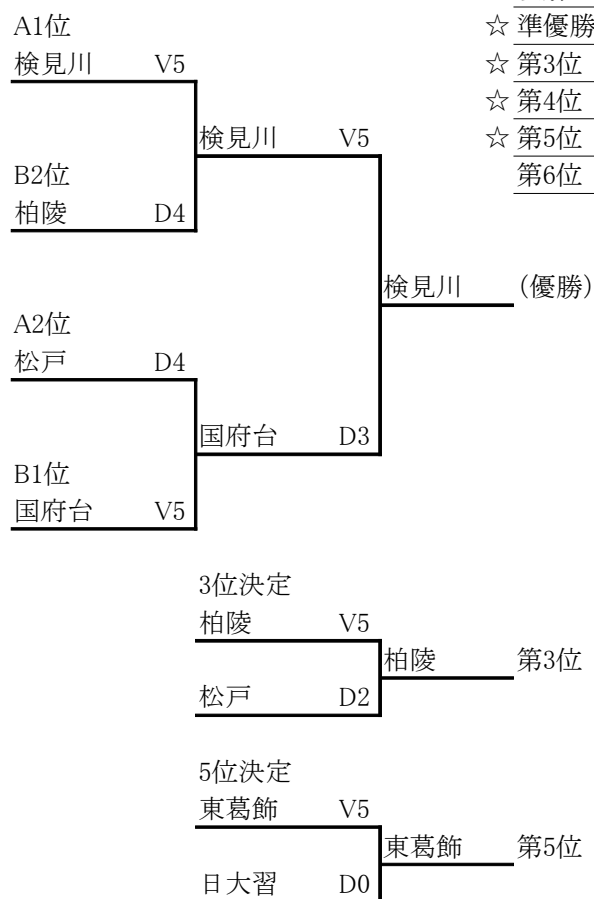 A1位
☆ 準優勝
検見川 V5
☆ 第3位
☆ 第4位
検見川 V5
☆ 第5位
B2位
第6位
柏陵 D4
検見川 (優勝)
A2位
松戸 D4
国府台 D3
B1位
国府台 V5
3位決定
柏陵 V5
柏陵 第3位
松戸 D2
5位決定
東葛飾 V5
東葛飾 第5位
日大習 D0